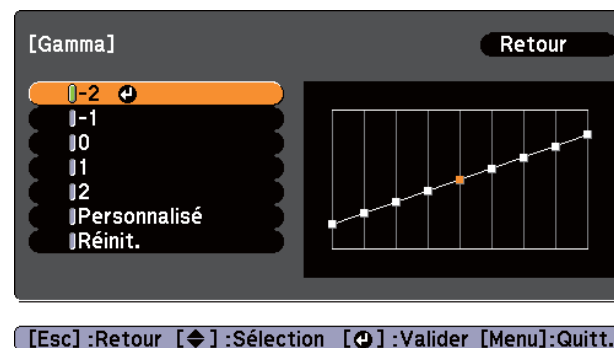 [Gamma] Retour
-2
-1
0
1
2
Personnalisé
Réinit.
[Esc] :Retour [◆] :Sélection [↵] :Valider [Menu]:Quitt.